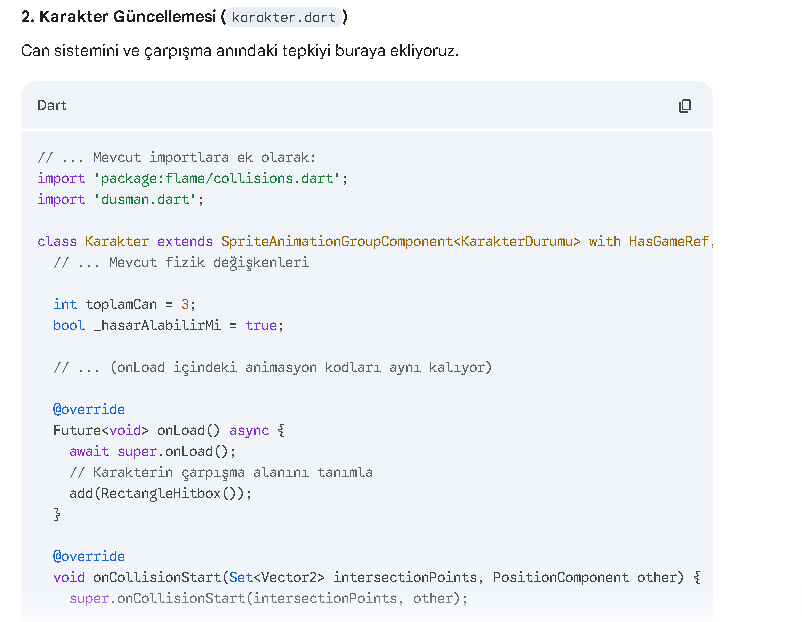 2. Karakter Güncellemesi (karakter.dart)
Can sistemini ve çarpışma anındaki tepkiyi buraya ekliyoruz.
Dart
// ... Mevcut importlara ek olarak:
import 'package:flame/collisions.dart';
import 'dusman.dart';
class Karakter extends SpriteAnimationGroupComponent<KarakterDurumu> with HasGameRef,
// ... Mevcut fizik değişkenleri
int toplamCan = 3;
bool _hasarAlabilirMi = true;
// ... (onLoad içindeki animasyon kodları aynı kalıyor)
@override
Future<void> onLoad() async {
await super.onLoad();
// Karakterin çarpışma alanını tanımla
add(RectangleHitbox());
}
@override
void onCollisionStart(Set<Vector2> intersectionPoints, PositionComponent other) {
super.onCollisionStart(intersectionPoints, other);